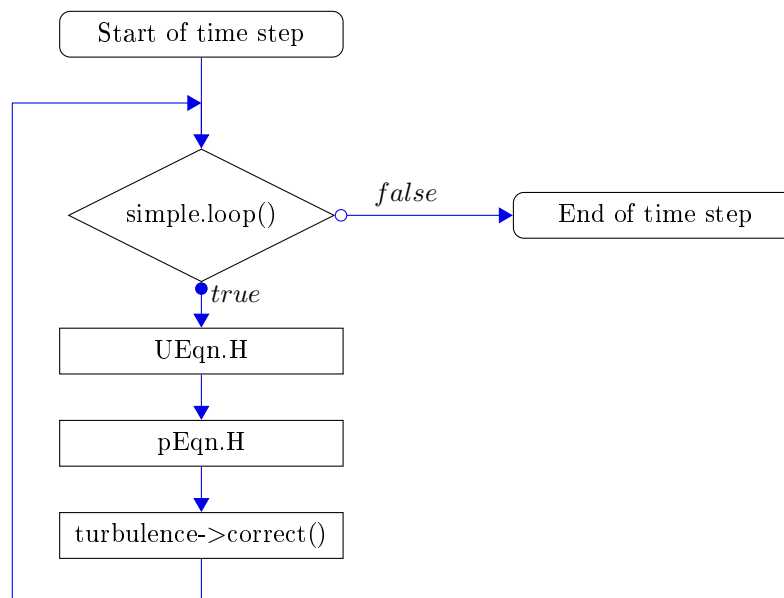 Start of time step
simple.loop()
false
End of time step
true
UEqn.H
pEqn.H
turbulence->correct()